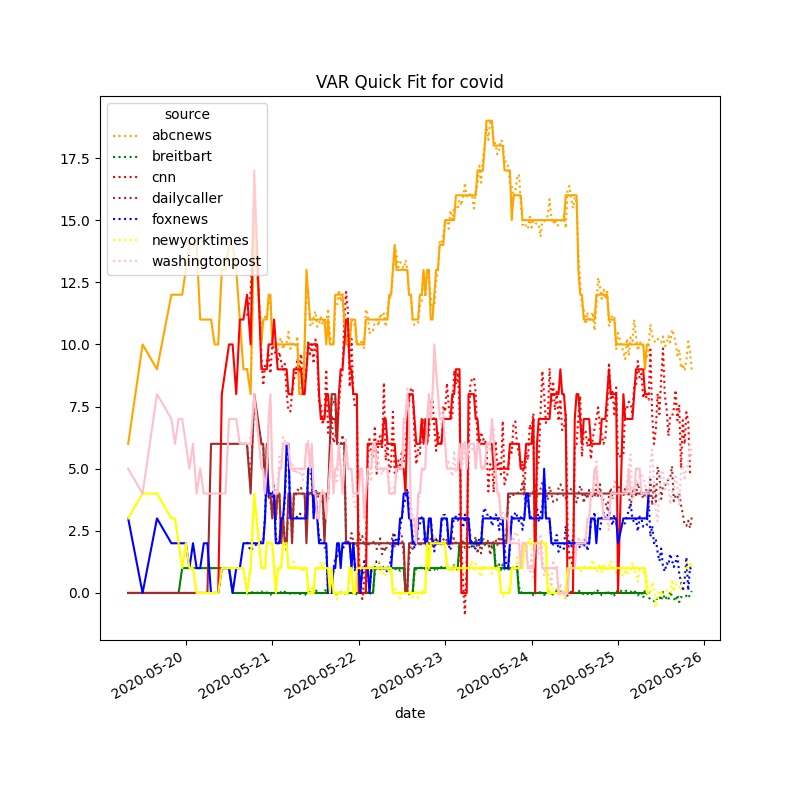 VAR Quick Fit for covid
source
abcnews
breitbart
cnn
dailycaller
foxnews
newyorktimes
washingtonpost
17.5
15.0
12.5
10.0
7.5
5.0
2.5
0.0
2020-05-20
2020-05-21
2020-05-22
2020-05-23
2020-05-24
2020-05-25
2020-05-26
date